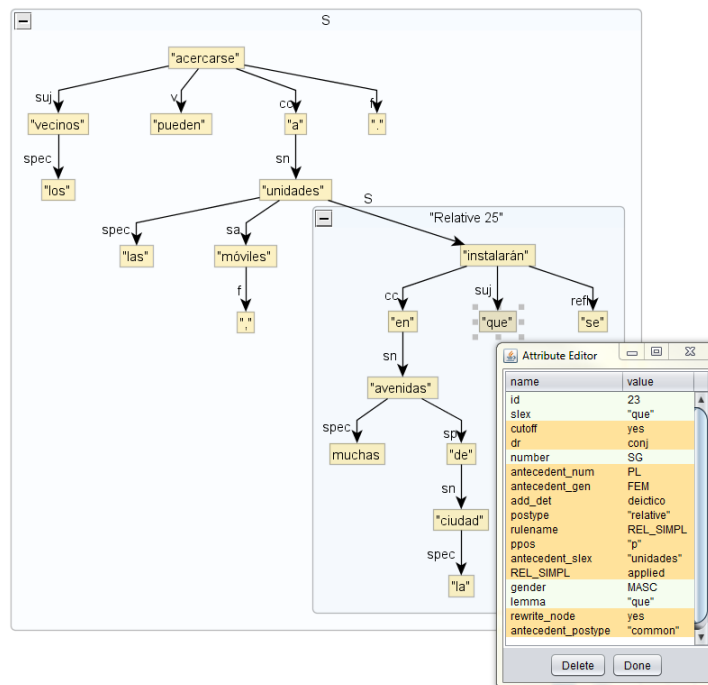 S
"acercarse"
suj
v
cc
f
"vecinos"
"pueden"
"a"
"."
spec
sn
"los"
"unidades"
S
spec
sa
"Relative 25"
"las"
"móviles"
"instalarán"
f
cc
suj
refl
","
"en"
"que"
"se"
sn
"avenidas"
spec
sp
muchas
"de"
sn
"ciudad"
spec
"la"
Attribute Editor
name value
id 23
slex "que"
cutoff yes
dr conj
number SG
antecedent_num PL
antecedent_gen FEM
add_det deictico
postype "relative"
rulename REL_SIMPL
ppos "p"
antecedent_slex "unidades"
REL_SIMPL applied
gender MASC
lemma "que"
rewrite_node yes
antecedent_postype "common"
Delete Done